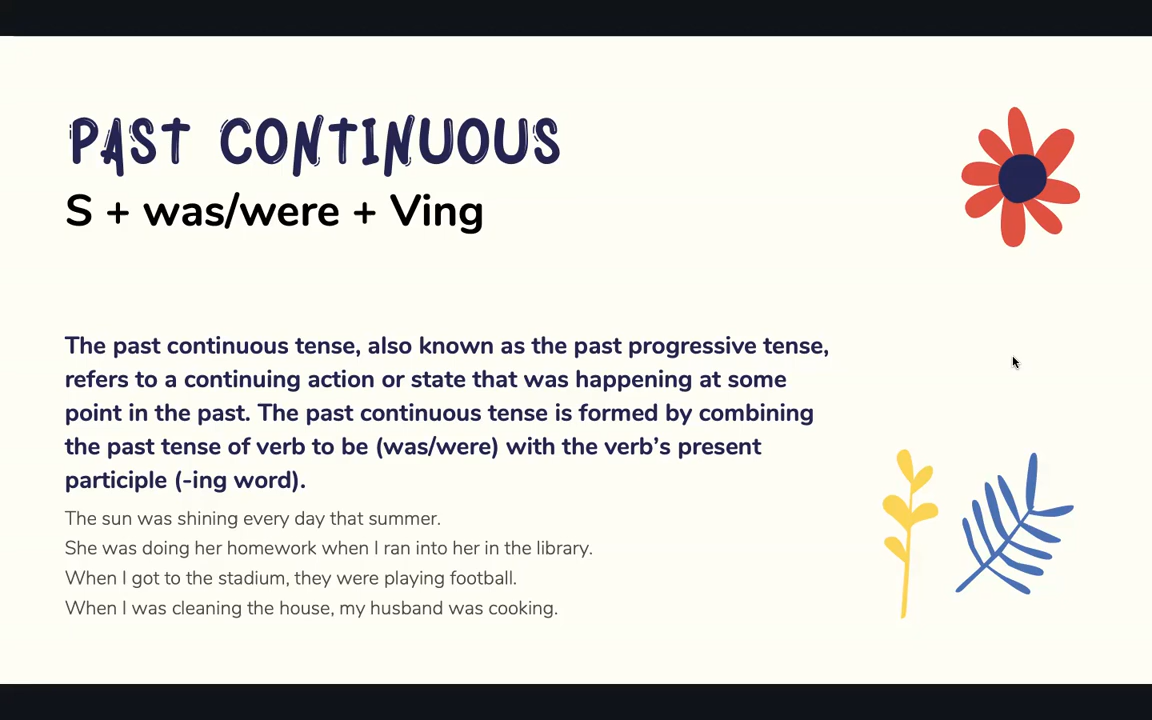 PAST CONTINUOUS
S + was/were + Ving
The past continuous tense, also known as the past progressive tense,
refers to a continuing action or state that was happening at some
point in the past. The past continuous tense is formed by combining
the past tense of verb to be (was/were) with the verb’s present
participle (-ing word).
The sun was shining every day that summer.
She was doing her homework when I ran into her in the library.
When I got to the stadium, they were playing football.
When I was cleaning the house, my husband was cooking.